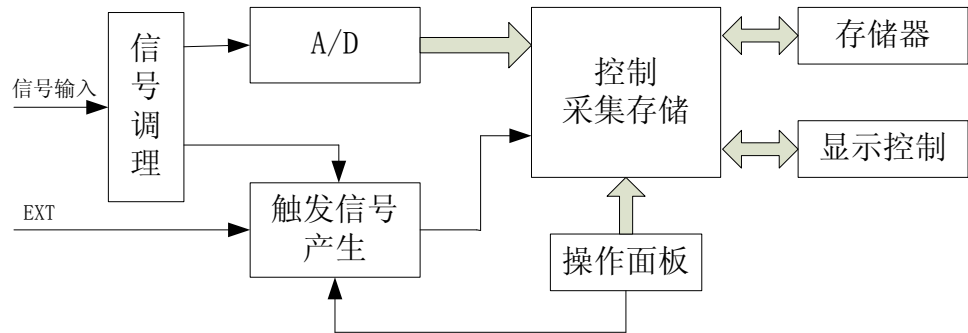 信号输入
EXT
信
号
调
理
A/D
触发信号
产生
控制
采集存储
操作面板
存储器
显示控制